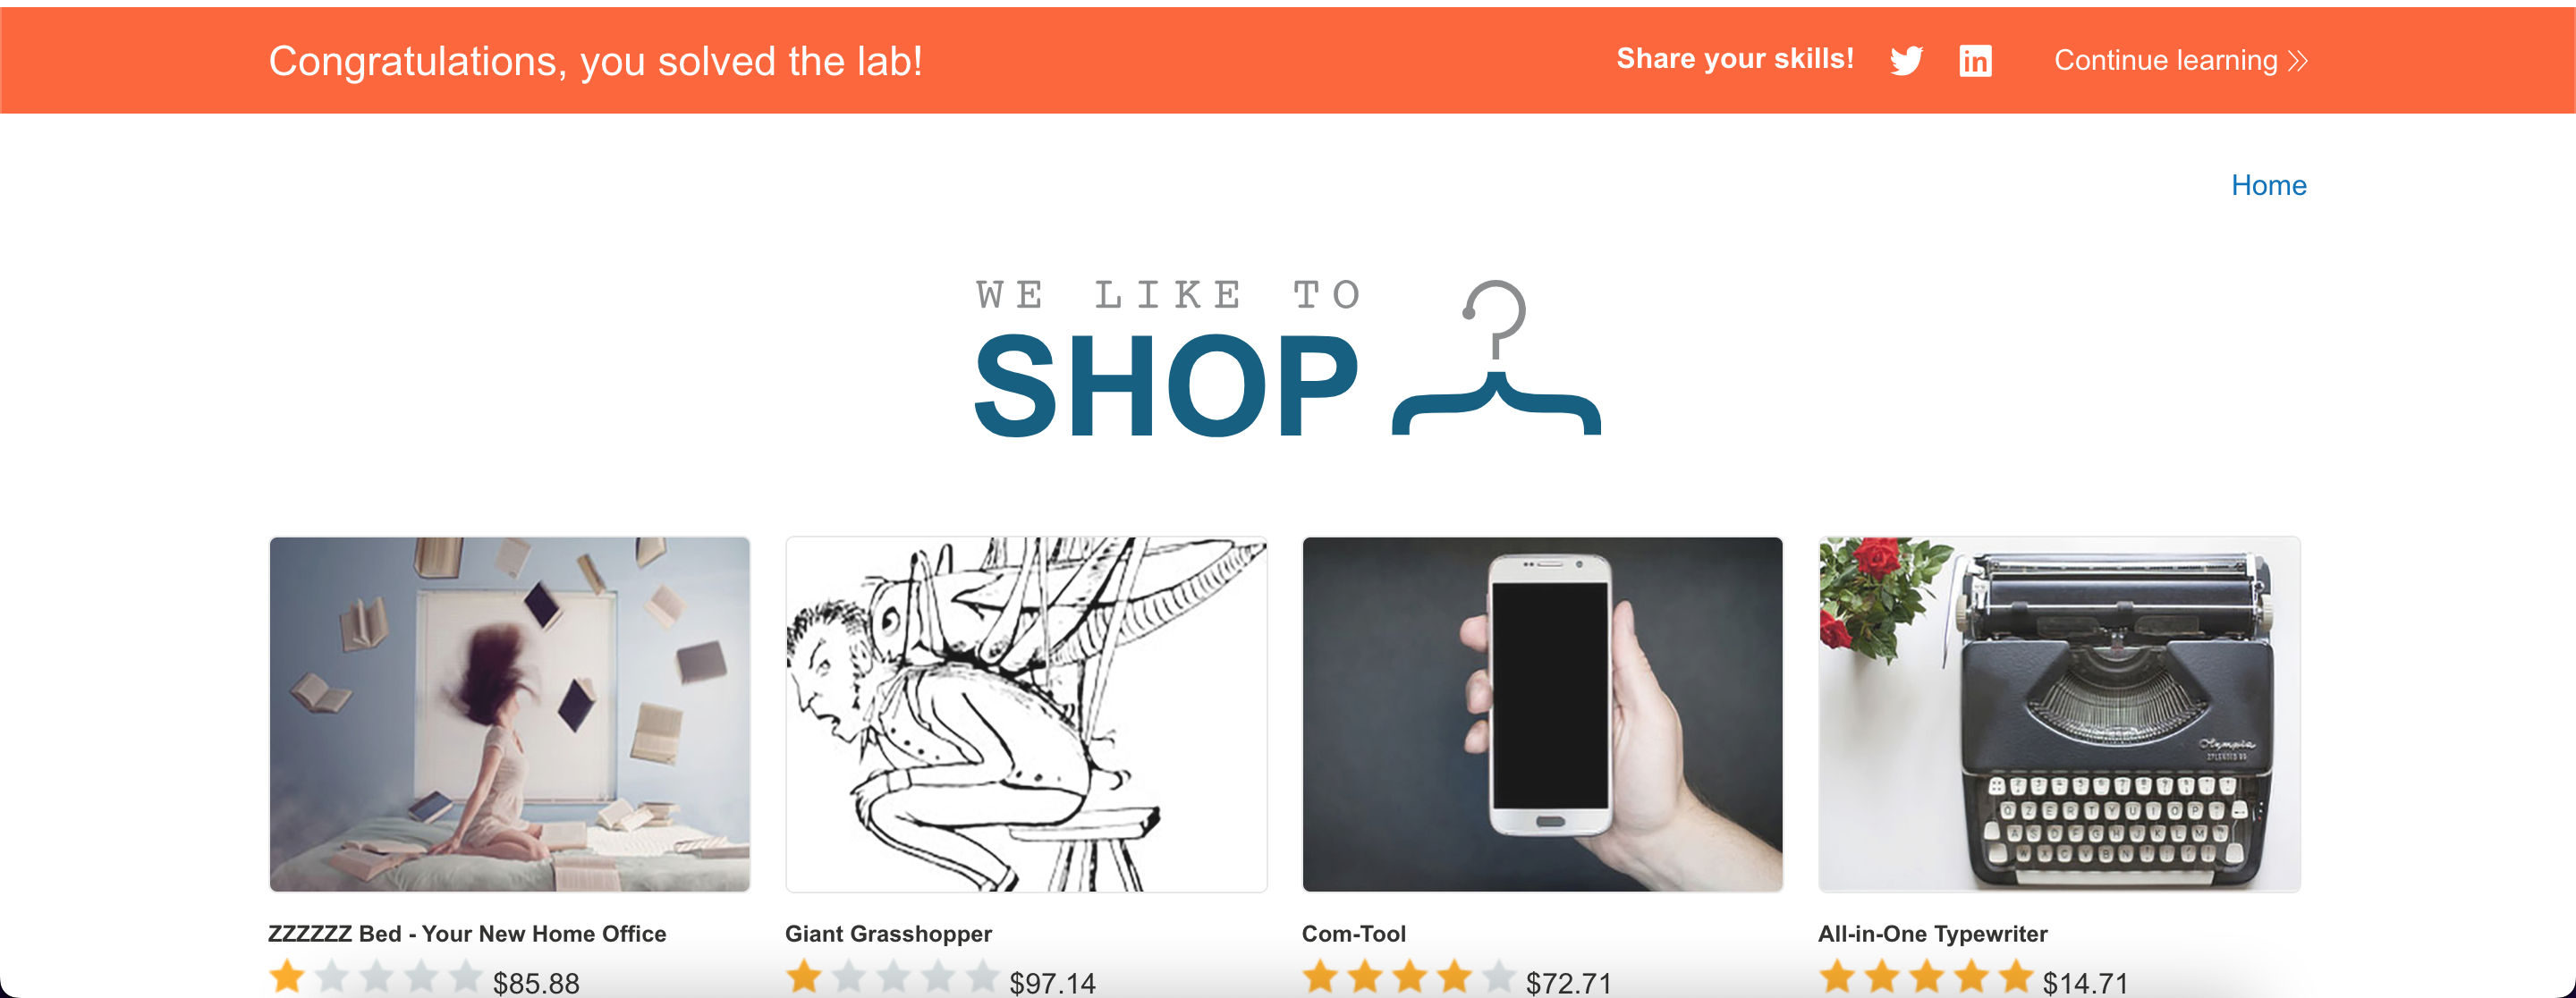 Congratulations, you solved the lab!
Share your skills!
Continue learning
Home
WE LIKE TO
SHOP
ZZZZZZ Bed - Your New Home Office
Giant Grasshopper
Com-Tool
All-in-One Typewriter
$85.88
$97.14
$72.71
$14.71